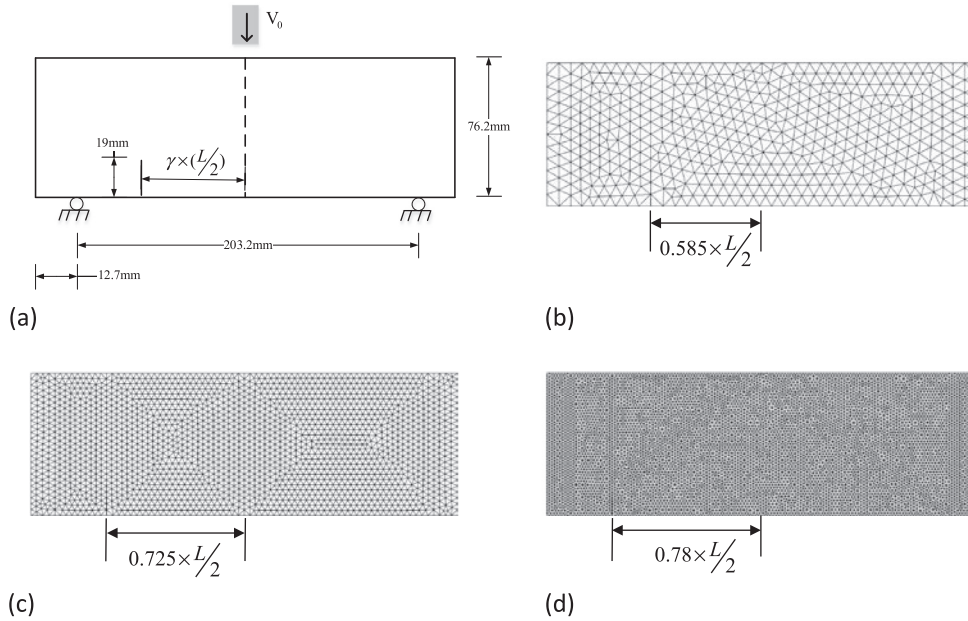 V₀
76.2mm
19mm
γ×(L/2)
203.2mm
12.7mm
(a)
0.585×L/2
(b)
0.725×L/2
(c)
0.78×L/2
(d)